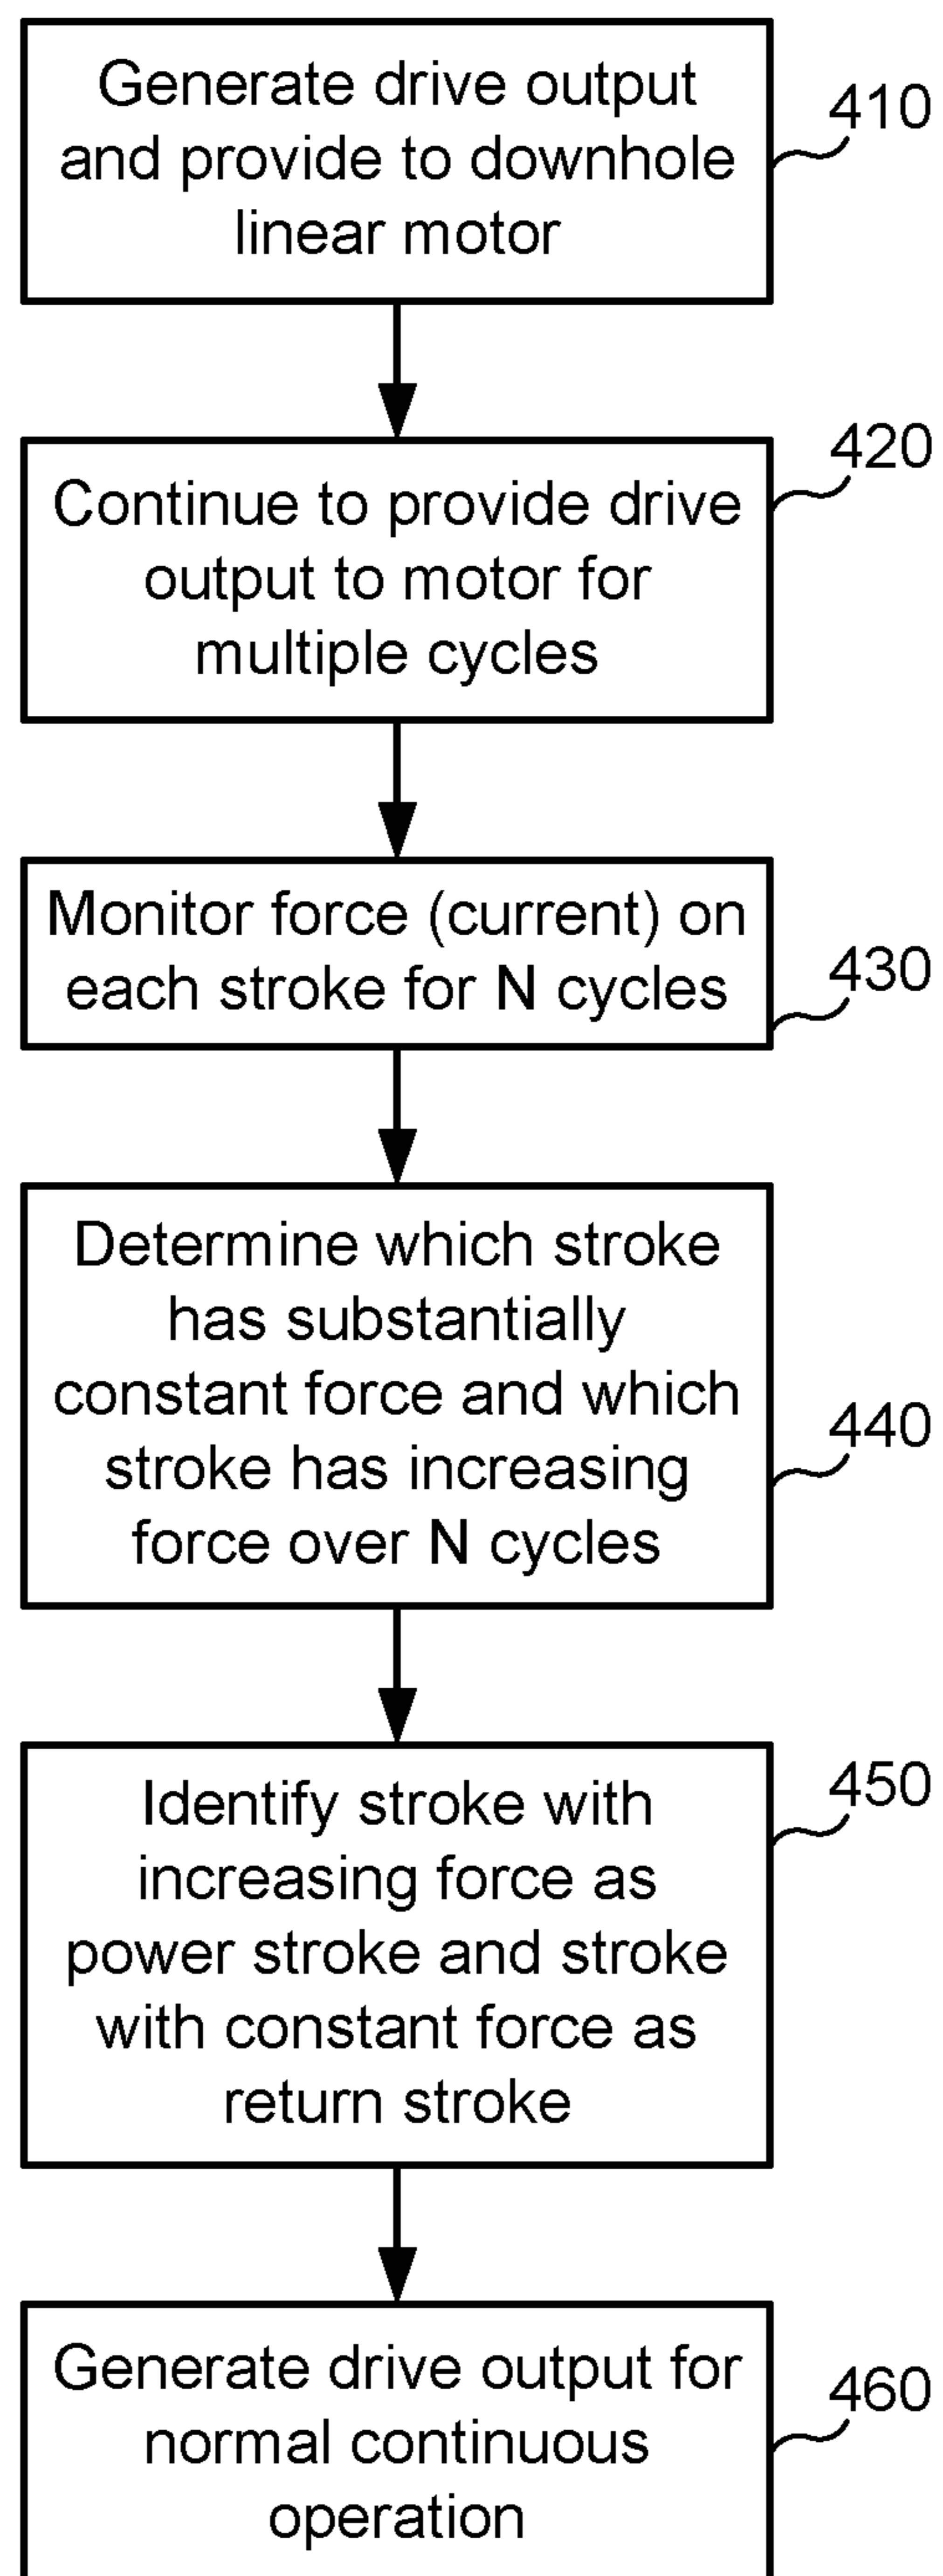 Generate drive output
and provide to downhole
linear motor
410
Continue to provide drive
output to motor for
multiple cycles
420
Monitor force (current) on
each stroke for N cycles
430
Determine which stroke
has substantially
constant force and which
stroke has increasing
force over N cycles
440
Identify stroke with
increasing force as
power stroke and stroke
with constant force as
return stroke
450
Generate drive output for
normal continuous
operation
460